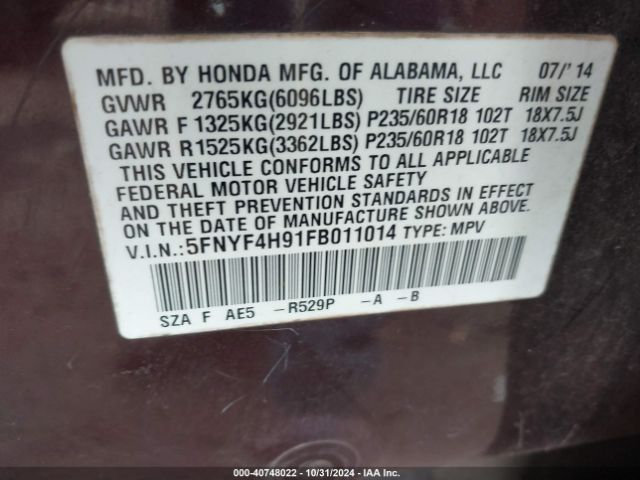 MFD. BY HONDA MFG. OF ALABAMA, LLC 07/'14
GVWR 2765KG(6096LBS) TIRE SIZE RIM SIZE
GAWR F 1325KG(2921LBS) P235/60R18 102T 18X7.5J
GAWR R1525KG(3362LBS) P235/60R18 102T 18X7.5J
THIS VEHICLE CONFORMS TO ALL APPLICABLE
FEDERAL MOTOR VEHICLE SAFETY
AND THEFT PREVENTION STANDARDS IN EFFECT
ON THE DATE OF MANUFACTURE SHOWN ABOVE.
V.I.N.: 5FNYF4H91FB011014 TYPE: MPV
SZA F AE5 -R529P -A -B
000-40748022 - 10/31/2024 - IAAI.COM